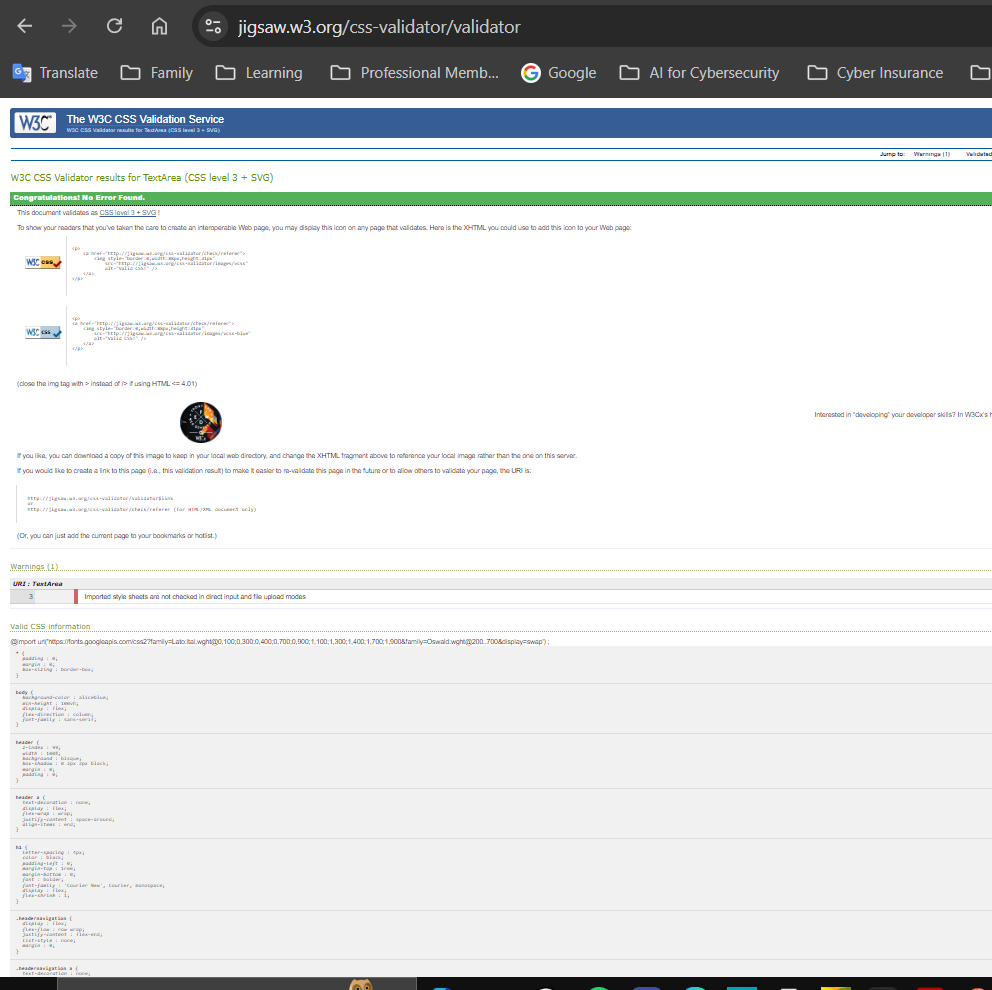 jigsaw.w3.org/css-validator/validator
Translate Family Learning Professional Memb... Google AI for Cybersecurity Cyber Insurance
W3C The W3C CSS Validation Service
W3C CSS Validator results for TextArea (CSS level 3 + SVG)
Jump to: Warnings (1) Validated
W3C CSS Validator results for TextArea (CSS level 3 + SVG)
Congratulations! No Error Found.
This document validates as CSS level 3 + SVG !
To show your readers that you've taken the care to create an interoperable Web page, you may display this icon on any page that validates. Here is the XHTML you could use to add this icon to your Web page:
W3C css
<p>
<a href="http://jigsaw.w3.org/css-validator/check/referer">
<img style="border:0;width:88px;height:31px"
src="http://jigsaw.w3.org/css-validator/images/vcss"
alt="Valid CSS!" />
</a>
</p>
W3C css
<p>
<a href="http://jigsaw.w3.org/css-validator/check/referer">
<img style="border:0;width:88px;height:31px"
src="http://jigsaw.w3.org/css-validator/images/vcss-blue"
alt="Valid CSS!" />
</a>
</p>
(close the img tag with > instead of /> if using HTML <= 4.01)
Interested in "developing" your developer skills? In W3Cx's h
If you like, you can download a copy of this image to keep in your local web directory, and change the XHTML fragment above to reference your local image rather than the one on this server.
If you would like to create a link to this page (i.e., this validation result) to make it easier to re-validate this page in the future or to allow others to validate your page, the URI is:
http://jigsaw.w3.org/css-validator/validator$link
or
http://jigsaw.w3.org/css-validator/check/referer (for HTML/XML document only)
(Or, you can just add the current page to your bookmarks or hotlist.)
Warnings (1)
URI : TextArea
3 Imported style sheets are not checked in direct input and file upload modes
Valid CSS information
@import url('https://fonts.googleapis.com/css2?family=Lato:ital,wght@0,100;0,300;0,400;0,700;0,900;1,100;1,300;1,400;1,700;1,900&family=Oswald:wght@200..700&display=swap') ;
* {
padding : 0;
margin : 0;
box-sizing : border-box;
}
body {
background-color : aliceblue;
min-height : 100vh;
display : flex;
flex-direction : column;
font-family : sans-serif;
}
header {
z-index : 99;
width : 100%;
background : bisque;
box-shadow : 0 2px 2px black;
margin : 0;
padding : 0;
}
header a {
text-decoration : none;
display : flex;
flex-wrap : wrap;
justify-content : space-around;
align-items : end;
}
h1 {
letter-spacing : 4px;
color : black;
padding-left : 0;
margin-top : 1rem;
margin-bottom : 0;
font : bolder;
font-family : 'Courier New', Courier, monospace;
display : flex;
flex-shrink : 1;
}
.headernavigation {
display : flex;
flex-flow : row wrap;
justify-content : flex-end;
list-style : none;
margin : 0;
}
.headernavigation a {
text-decoration : none;